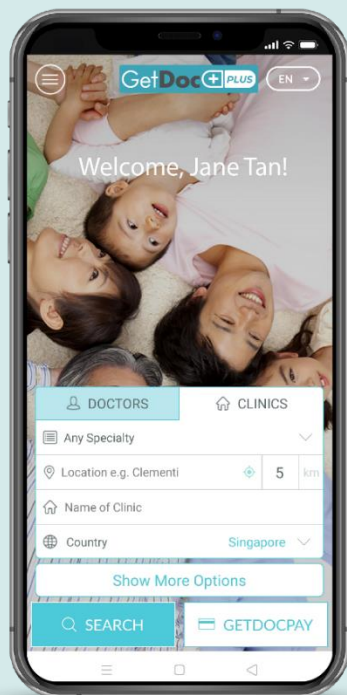 GetDoc PLUS EN
Welcome, Jane Tan!
DOCTORS CLINICS
Any Specialty
Location e.g. Clementi 5 km
Name of Clinic
Country Singapore
Show More Options
SEARCH GETDOCPAY